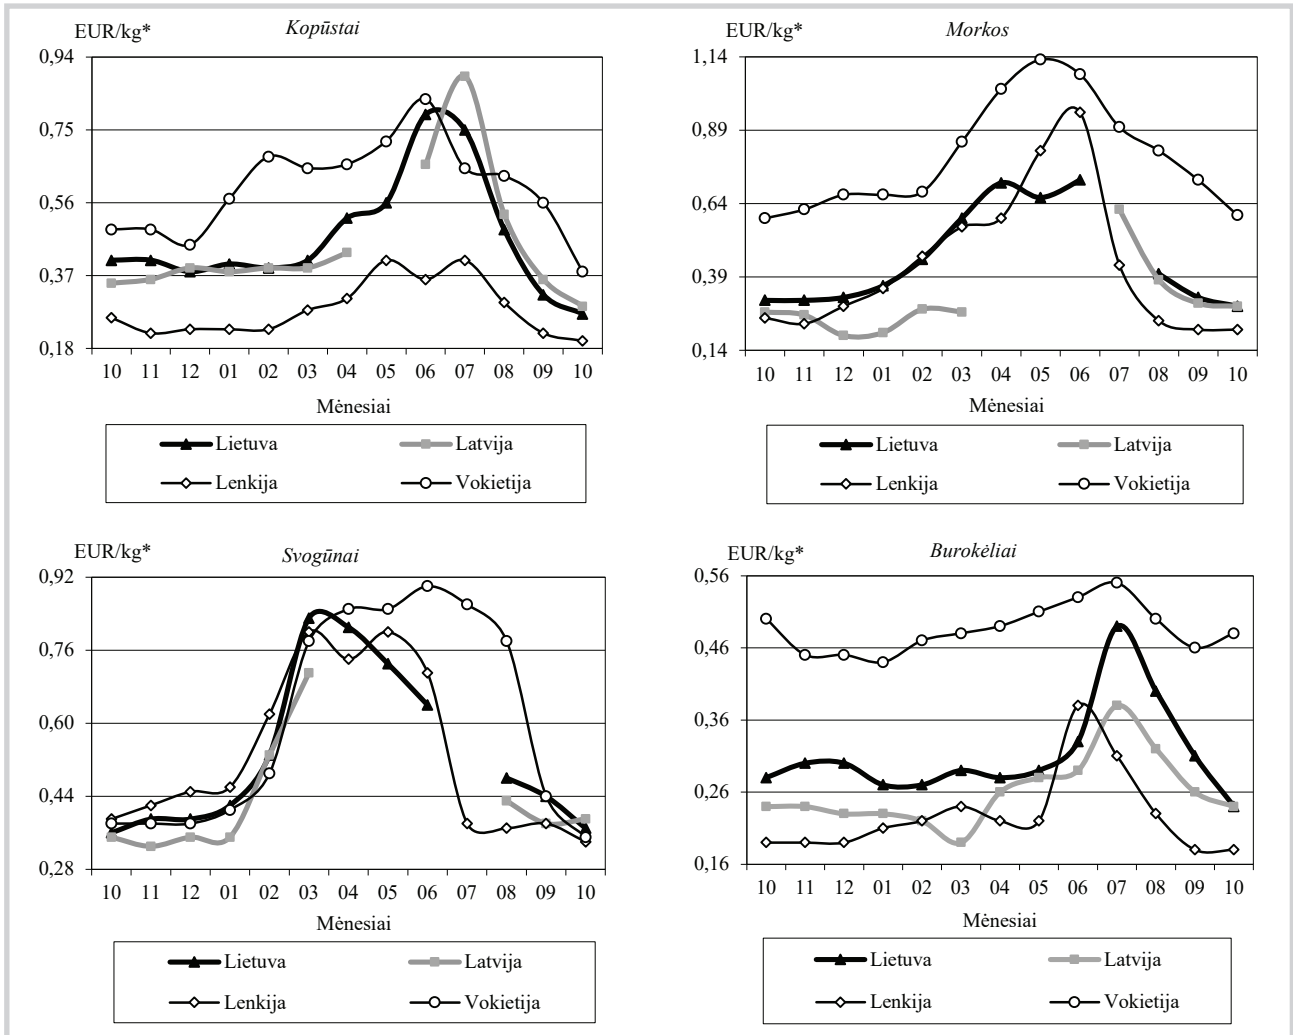 EUR/kg*
Kopūstai
0,94
0,75
0,56
0,37
0,18
10 11 12 01 02 03 04 05 06 07 08 09 10
Mėnesiai
Lietuva Latvija
Lenkija Vokietija
EUR/kg*
Morkos
1,14
0,89
0,64
0,39
0,14
10 11 12 01 02 03 04 05 06 07 08 09 10
Mėnesiai
Lietuva Latvija
Lenkija Vokietija
EUR/kg*
Svogūnai
0,92
0,76
0,60
0,44
0,28
10 11 12 01 02 03 04 05 06 07 08 09 10
Mėnesiai
Lietuva Latvija
Lenkija Vokietija
EUR/kg*
Burokėliai
0,56
0,46
0,36
0,26
0,16
10 11 12 01 02 03 04 05 06 07 08 09 10
Mėnesiai
Lietuva Latvija
Lenkija Vokietija